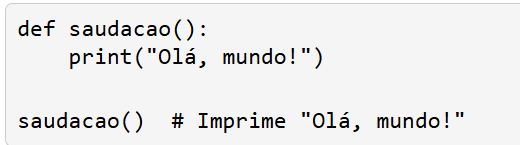 def saudacao():
    print("Olá, mundo!")
saudacao()  # Imprime "Olá, mundo!"